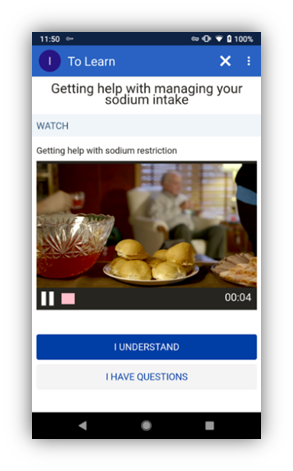 11:50 100%
I To Learn
Getting help with managing your
sodium intake
WATCH
Getting help with sodium restriction
00:04
I UNDERSTAND
I HAVE QUESTIONS